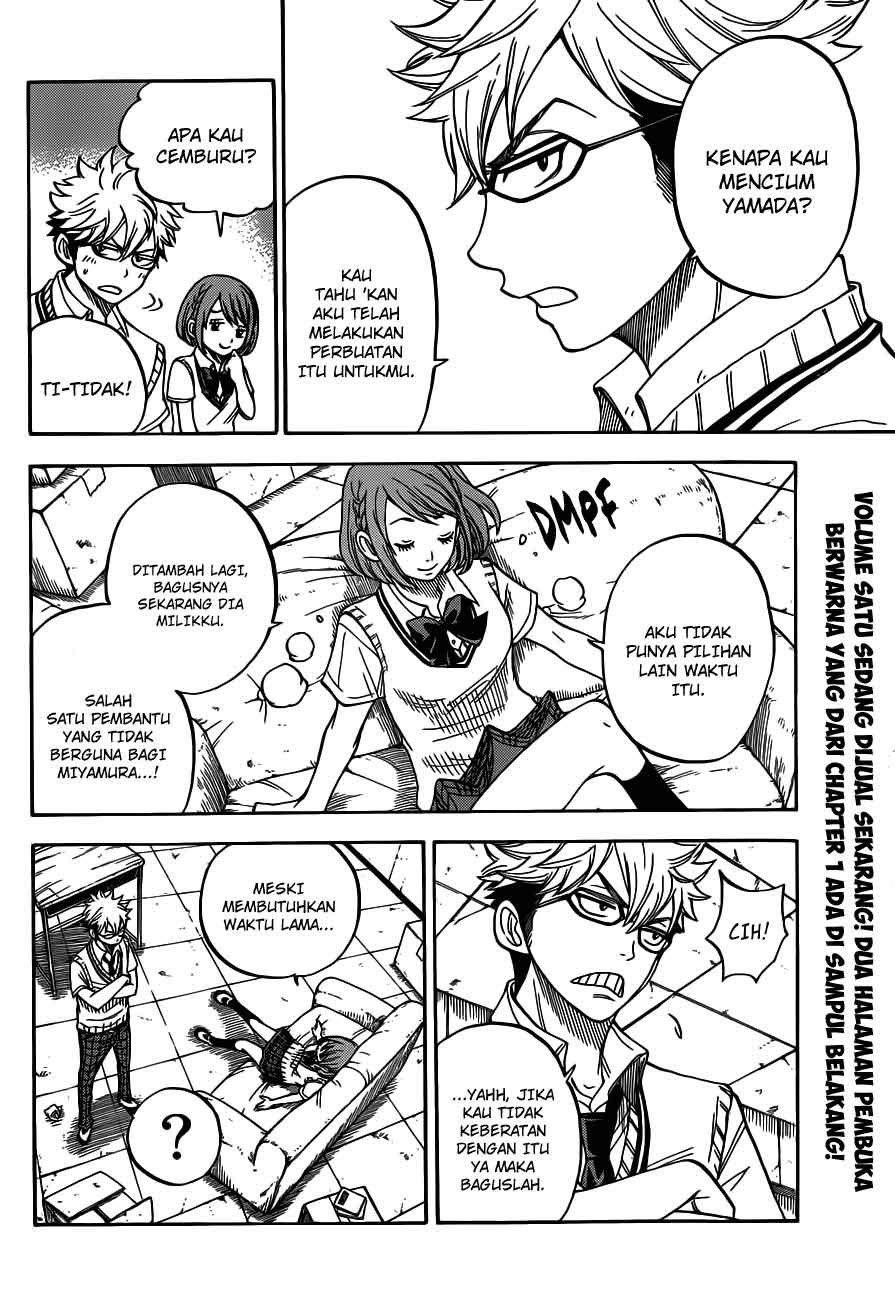 KENAPA KAU
MENCIUM
YAMADA?
KAU
TAHU 'KAN
AKU TELAH
MELAKUKAN
PERBUATAN
ITU UNTUKMU.
APA KAU
CEMBURU?
TI-TIDAK!
DMPF
AKU TIDAK
PUNYA PILIHAN
LAIN WAKTU
ITU.
DITAMBAH LAGI,
BAGUSNYA
SEKARANG DIA
MILIKKU.
SALAH
SATU PEMBANTU
YANG TIDAK
BERGUNA BAGI
MIYAMURA...!
CIH!
...YAHH, JIKA
KAU TIDAK
KEBERATAN
DENGAN ITU
YA MAKA
BAGUSLAH.
MESKI
MEMBUTUHKAN
WAKTU LAMA...
?
VOLUME SATU SEDANG DIJUAL SEKARANG! DUA HALAMAN PEMBUKA
BERWARNA YANG DARI CHAPTER 1 ADA DI SAMPUL BELAKANG!